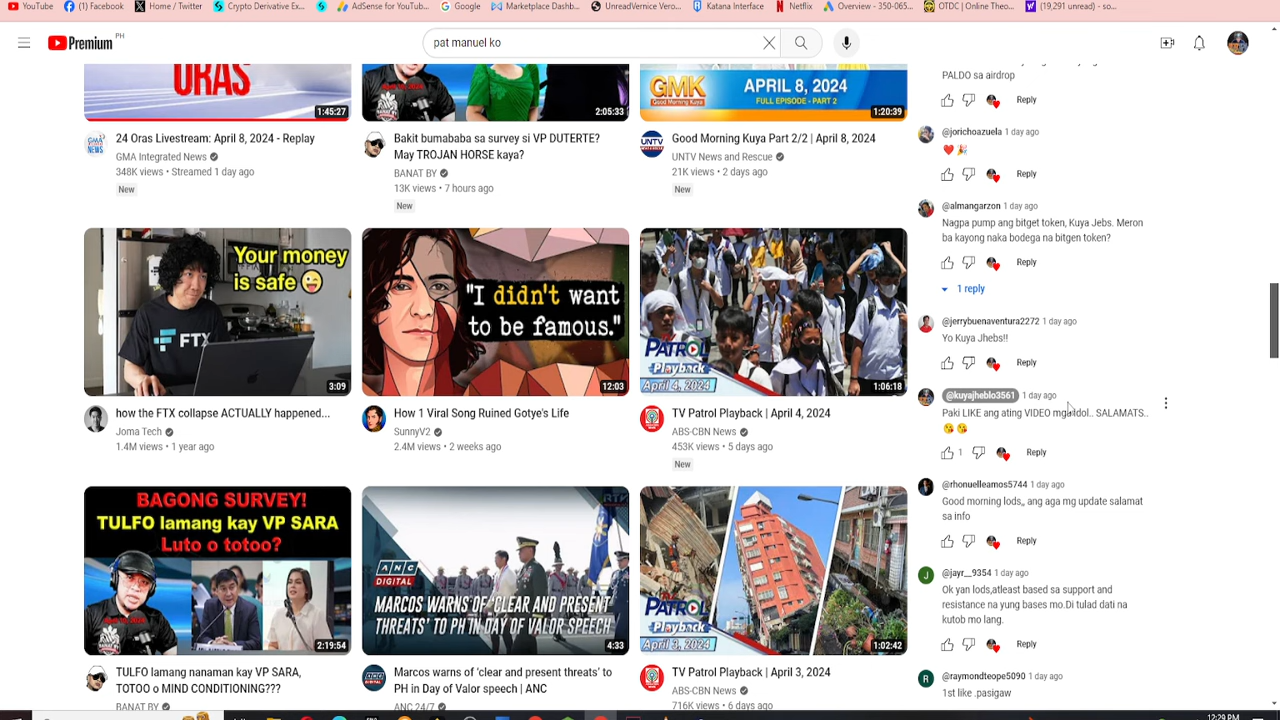 YouTube
(1) Facebook
Home / Twitter
Crypto Derivative Ex...
AdSense for YouTub...
Google
Marketplace Dashb...
UnreadVernice Vero...
Katana Interface
Netflix
Overview - 350-065...
OTDC | Online Theo...
(19,291 unread) - so...
Premium PH
pat manuel ko
ORAS
1:45:27
2:05:33
GMK
Good Morning Kuya
APRIL 8, 2024
FULL EPISODE - PART 2
1:20:39
24 Oras Livestream: April 8, 2024 - Replay
GMA Integrated News
348K views • Streamed 1 day ago
New
Bakit bumababa sa survey si VP DUTERTE?
May TROJAN HORSE kaya?
BANAT BY
13K views • 7 hours ago
New
Good Morning Kuya Part 2/2 | April 8, 2024
UNTV News and Rescue
21K views • 2 days ago
New
Your money
is safe
FTX
3:09
"I didn't want
to be famous."
12:03
PATROL
Playback
April 4, 2024
1:06:18
how the FTX collapse ACTUALLY happened...
Joma Tech
1.4M views • 1 year ago
How 1 Viral Song Ruined Gotye's Life
SunnyV2
2.4M views • 2 weeks ago
TV Patrol Playback | April 4, 2024
ABS-CBN News
453K views • 5 days ago
New
BAGONG SURVEY!
TULFO lamang kay VP SARA
Luto o totoo?
2:19:54
RTM
ANC
DIGITAL
MARCOS WARNS OF 'CLEAR AND PRESENT
THREATS' TO PH IN DAY OF VALOR SPEECH
4:33
PATROL
Playback
April 3, 2024
1:02:42
TULFO lamang nanaman kay VP SARA,
TOTOO o MIND CONDITIONING???
BANAT BY
Marcos warns of 'clear and present threats' to
PH in Day of Valor speech | ANC
ANC 24/7
TV Patrol Playback | April 3, 2024
ABS-CBN News
716K views • 6 days ago
PALDO sa airdrop
Reply
@jorichoazuela 1 day ago
❤️🎉
Reply
@almangarzon 1 day ago
Nagpa pump ang bitget token, Kuya Jebs. Meron
ba kayong naka bodega na bitgen token?
Reply
1 reply
@jerrybuenaventura2272 1 day ago
Yo Kuya Jhebs!!
Reply
@kuyajheblo3561 1 day ago
Paki LIKE ang ating VIDEO mga idol.. SALAMATS..
😘😘
1 Reply
@rhonuelleamos5744 1 day ago
Good morning lods,, ang aga mg update salamat
sa info
Reply
@jayr__9354 1 day ago
Ok yan lods,atleast based sa support and
resistance na yung bases mo.Di tulad dati na
kutob mo lang.
Reply
@raymondteope5090 1 day ago
1st like .pasigaw
12:29 PM